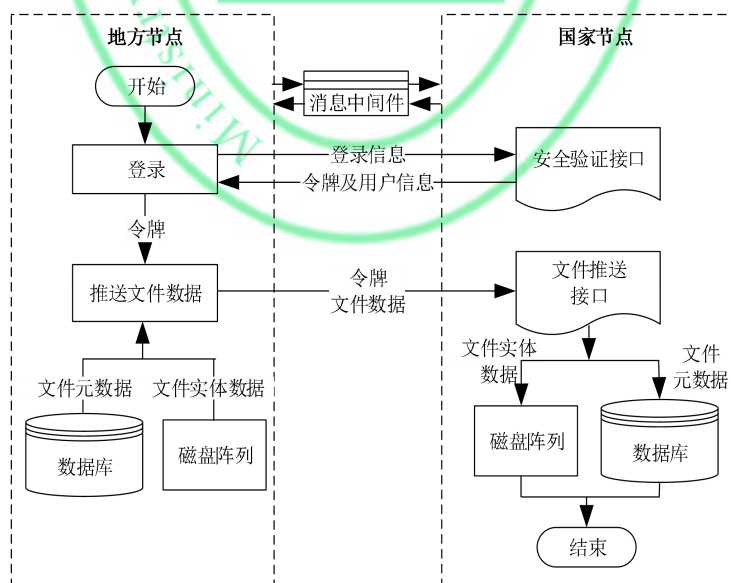 地方节点
国家节点
开始
消息中间件
登录
登录信息
令牌及用户信息
安全验证接口
令牌
推送文件数据
令牌
文件数据
文件推送
接口
文件元数据
文件实体数据
文件实体
数据
文件
元数据
数据库
磁盘阵列
磁盘阵列
数据库
结束